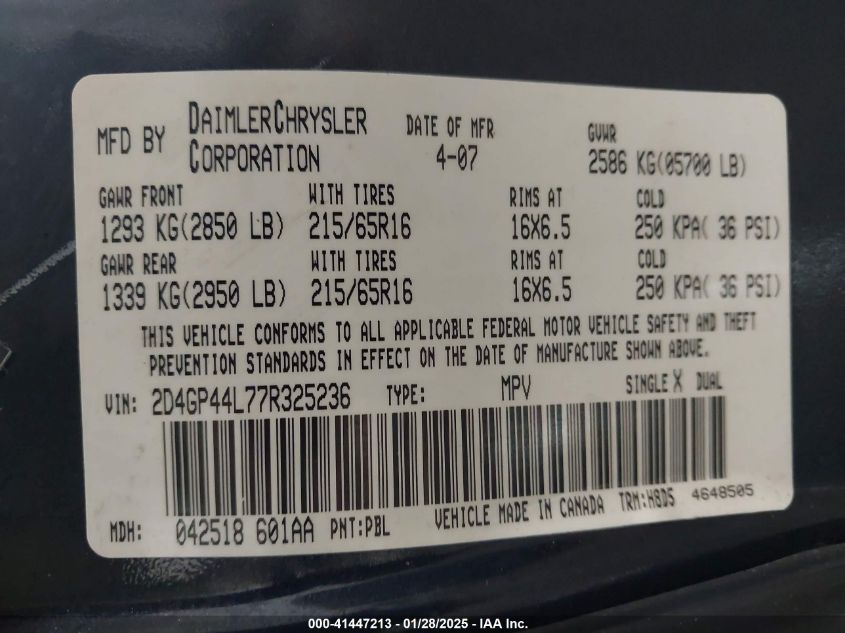 MFD BY DAIMLERCHRYSLER CORPORATION DATE OF MFR 4-07 GVWR 2586 KG(05700 LB)
GAWR FRONT WITH TIRES RIMS AT COLD
1293 KG(2850 LB) 215/65R16 16X6.5 250 KPA( 36 PSI)
GAWR REAR WITH TIRES RIMS AT COLD
1339 KG(2950 LB) 215/65R16 16X6.5 250 KPA( 36 PSI)
THIS VEHICLE CONFORMS TO ALL APPLICABLE FEDERAL MOTOR VEHICLE SAFETY AND THEFT
PREVENTION STANDARDS IN EFFECT ON THE DATE OF MANUFACTURE SHOWN ABOVE.
VIN: 2D4GP44L77R325236 TYPE: MPV SINGLE X DUAL
MDH: 042518 601AA PNT:PBL VEHICLE MADE IN CANADA TRM:H8D5 4648505
000-41447213 - 01/28/2025 - IAA Inc.